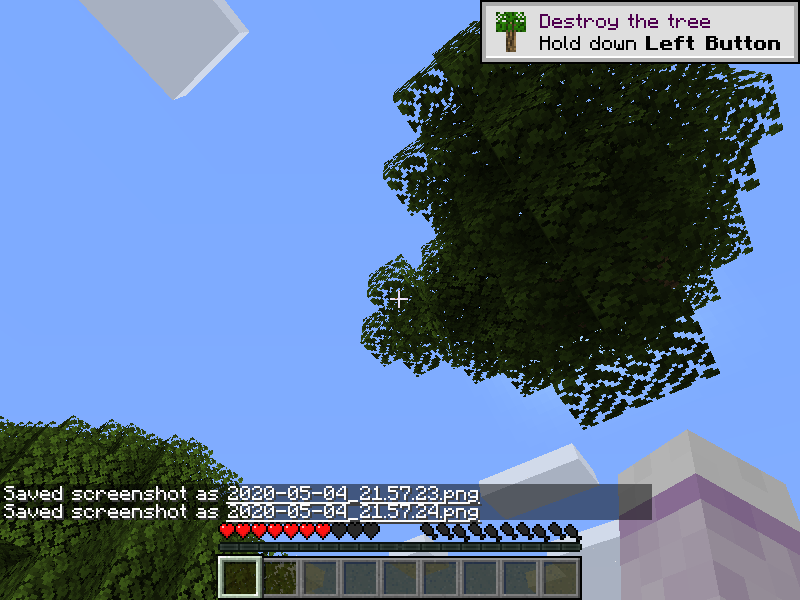 Destroy the tree
Hold down Left Button
Saved screenshot as 2020-05-04_21.57.23.png
Saved screenshot as 2020-05-04_21.57.24.png